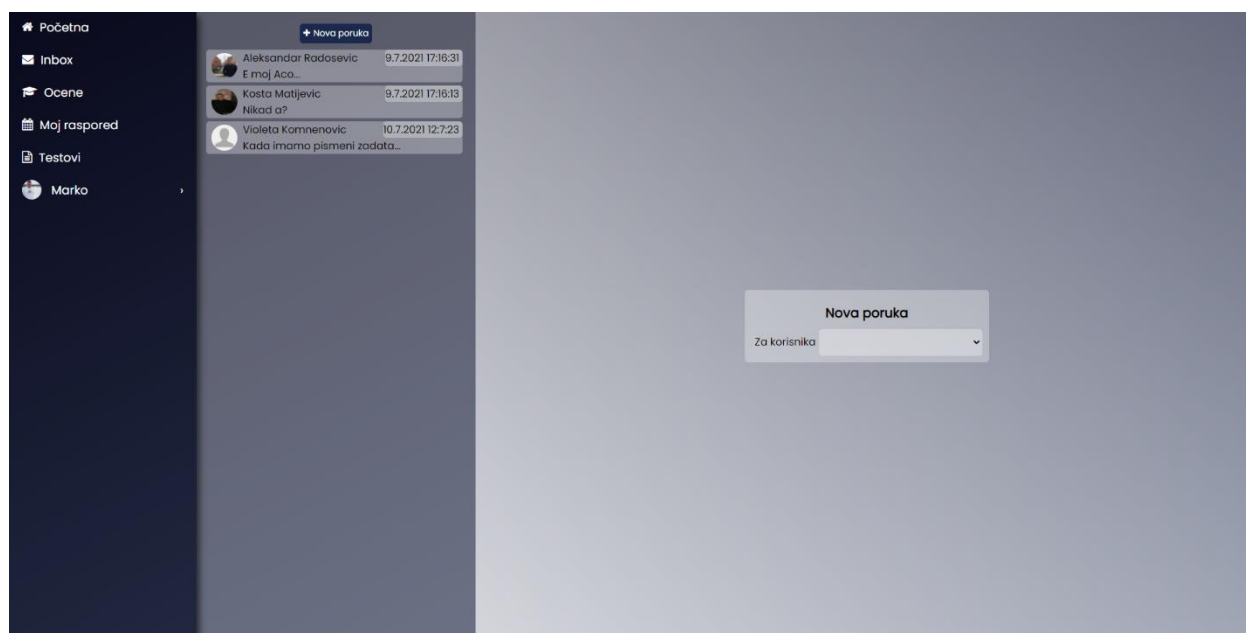 Početna
Inbox
Ocene
Moj raspored
Testovi
Marko
+ Nova poruka
Aleksandar Radosevic 9.7.2021 17:16:31
E moj Aco...
Kosta Matijevic 9.7.2021 17:16:13
Nikad a?
Violeta Komnenovic 10.7.2021 12:7:23
Kada imamo pismeni zadata...
Nova poruka
Za korisnika